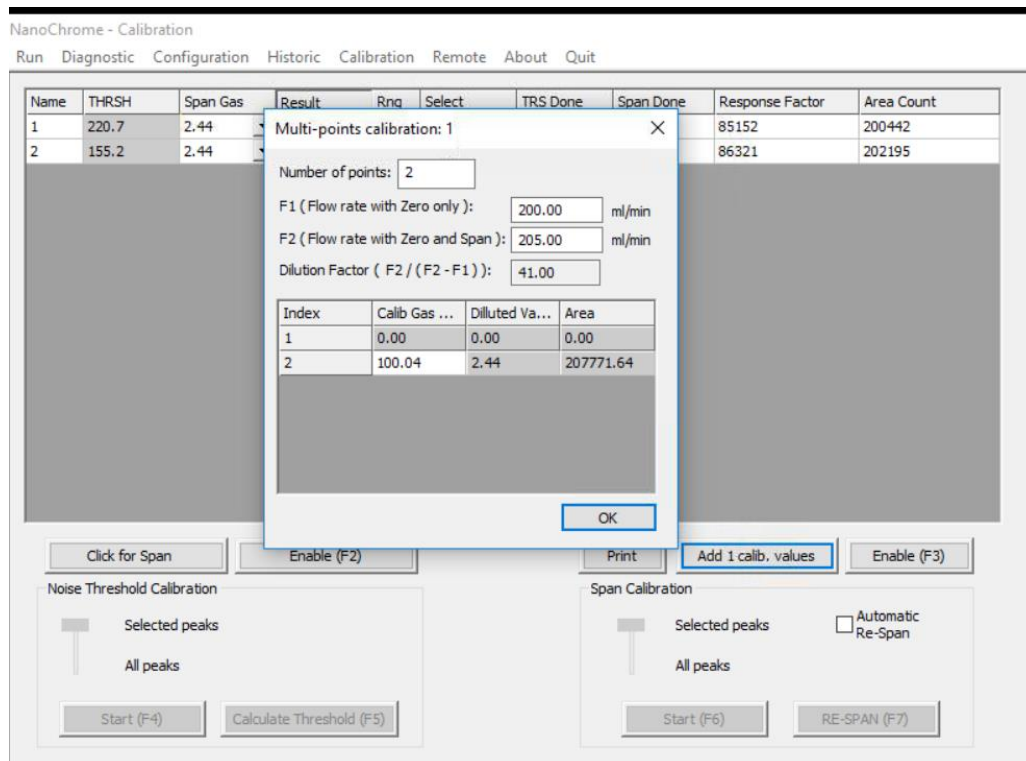 NanoChrome - Calibration
Run Diagnostic Configuration Historic Calibration Remote About Quit
Name THRSH Span Gas Result Rng Select TRS Done Span Done Response Factor Area Count
1 220.7 2.44 85152 200442
2 155.2 2.44 86321 202195
Multi-points calibration: 1
Number of points: 2
F1 ( Flow rate with Zero only ): 200.00 ml/min
F2 ( Flow rate with Zero and Span ): 205.00 ml/min
Dilution Factor ( F2 / ( F2 - F1 ) ): 41.00
Index Calib Gas ... Dilluted Va... Area
1 0.00 0.00 0.00
2 100.04 2.44 207771.64
OK
Click for Span Enable (F2) Print Add 1 calib. values Enable (F3)
Noise Threshold Calibration
Selected peaks
All peaks
Start (F4) Calculate Threshold (F5)
Span Calibration
Selected peaks
Automatic
Re-Span
All peaks
Start (F6) RE-SPAN (F7)